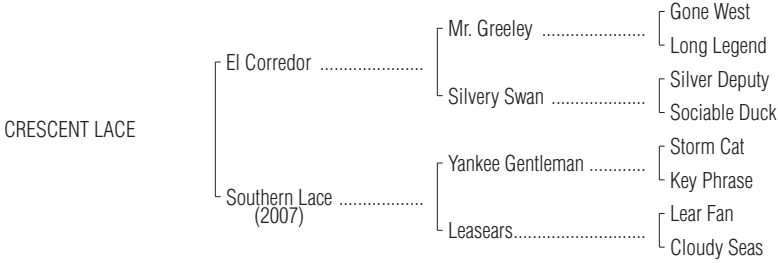 Gone West
Mr. Greeley ......................
Long Legend
El Corredor ......................
Silver Deputy
Silvery Swan ....................
Sociable Duck
CRESCENT LACE
Storm Cat
Yankee Gentleman ............
Key Phrase
Southern Lace ..................
(2007)
Lear Fan
Leasears............................
Cloudy Seas